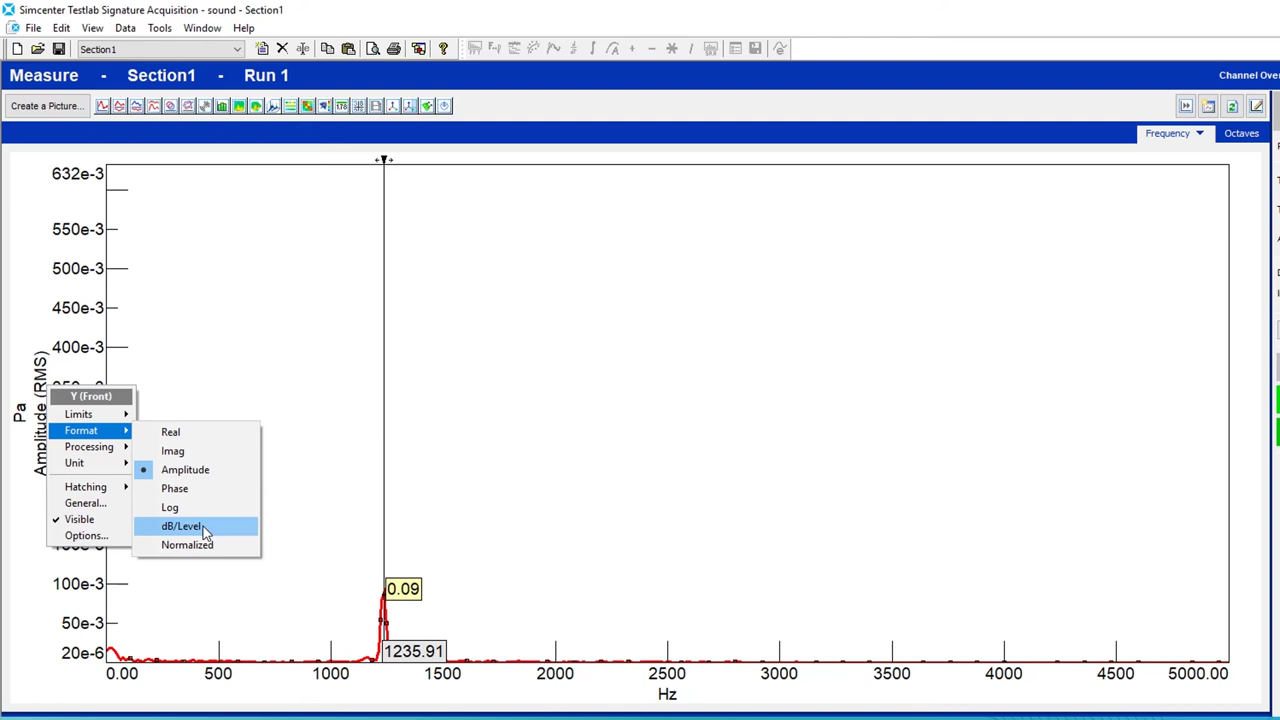 Simcenter Testlab Signature Acquisition - sound - Section1
File Edit View Data Tools Window Help
Section1
Measure - Section1 - Run 1
Channel Over
Create a Picture...
Frequency Octaves
632e-3
550e-3
500e-3
450e-3
400e-3
Pa
Amplitude (RMS)
Y (Front)
Limits
Format
Processing
Unit
Hatching
General...
Visible
Options...
Real
Imag
Amplitude
Phase
Log
dB/Level
Normalized
100e-3
0.09
50e-3
20e-6
1235.91
0.00 500 1000 1500 2000 2500 3000 3500 4000 4500 5000.00
Hz